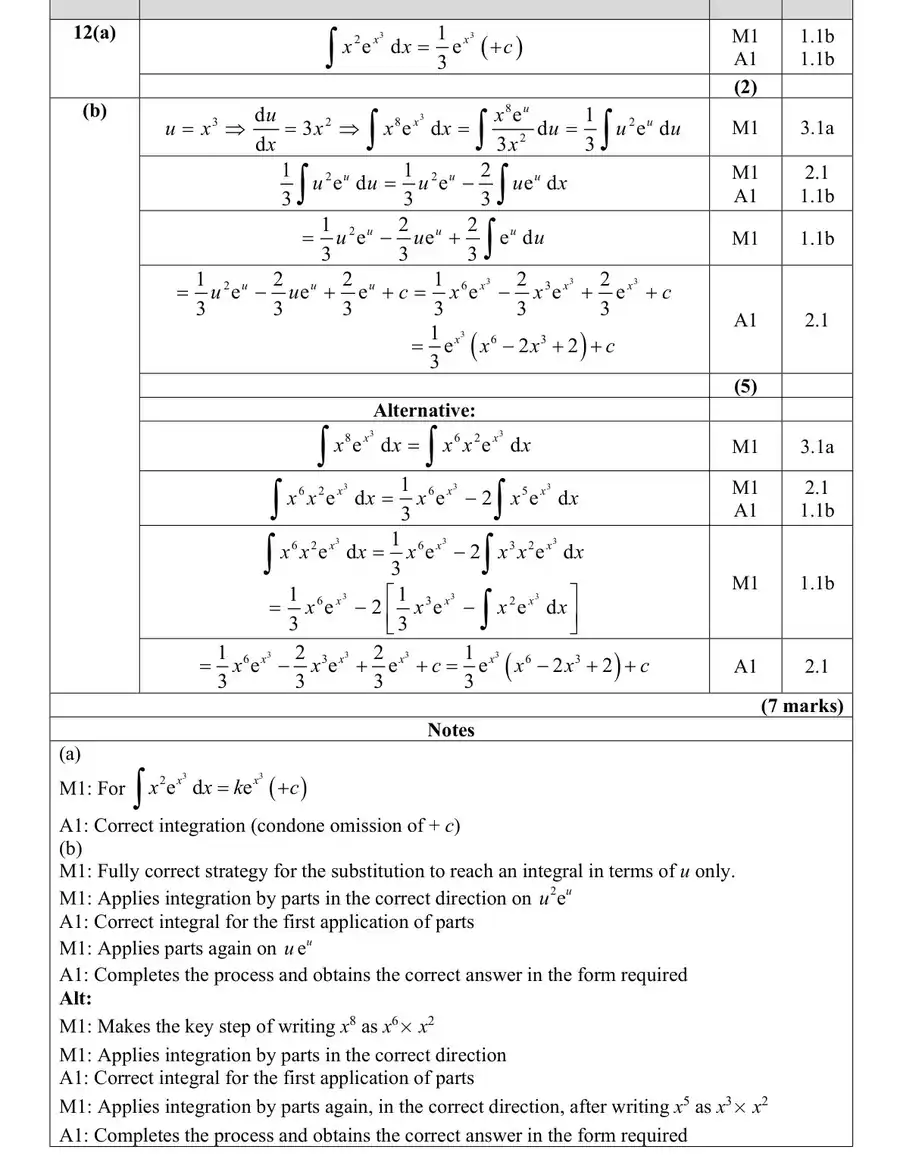 12(a)
∫ x²e^(x³) dx = 1/3 e^(x³) (+c)
M1 1.1b
A1 1.1b
(2)
(b)
u = x³ ⇒ du/dx = 3x² ⇒ ∫ x⁸e^(x³) dx = ∫ x⁸e^u/3x² du = 1/3 ∫ u²e^u du
M1 3.1a
1/3 ∫ u²e^u du = 1/3 u²e^u − 2/3 ∫ ue^u dx
M1 2.1
A1 1.1b
= 1/3 u²e^u − 2/3 ue^u + 2/3 ∫ e^u du
M1 1.1b
= 1/3 u²e^u − 2/3 ue^u + 2/3 e^u + c = 1/3 x⁶e^(x³) − 2/3 x³e^(x³) + 2/3 e^(x³) + c
= 1/3 e^(x³) (x⁶ − 2x³ + 2) + c
A1 2.1
(5)
Alternative:
∫ x⁸e^(x³) dx = ∫ x⁶x²e^(x³) dx
M1 3.1a
∫ x⁶x²e^(x³) dx = 1/3 x⁶e^(x³) − 2 ∫ x⁵e^(x³) dx
M1 2.1
A1 1.1b
∫ x⁶x²e^(x³) dx = 1/3 x⁶e^(x³) − 2 ∫ x³x²e^(x³) dx
= 1/3 x⁶e^(x³) − 2 [1/3 x³e^(x³) − ∫ x²e^(x³) dx]
M1 1.1b
= 1/3 x⁶e^(x³) − 2/3 x³e^(x³) + 2/3 e^(x³) + c = 1/3 e^(x³) (x⁶ − 2x³ + 2) + c
A1 2.1
(7 marks)
Notes
(a)
M1: For ∫ x²e^(x³) dx = ke^(x³) (+c)
A1: Correct integration (condone omission of + c)
(b)
M1: Fully correct strategy for the substitution to reach an integral in terms of u only.
M1: Applies integration by parts in the correct direction on u²e^u
A1: Correct integral for the first application of parts
M1: Applies parts again on u e^u
A1: Completes the process and obtains the correct answer in the form required
Alt:
M1: Makes the key step of writing x⁸ as x⁶× x²
M1: Applies integration by parts in the correct direction
A1: Correct integral for the first application of parts
M1: Applies integration by parts again, in the correct direction, after writing x⁵ as x³× x²
A1: Completes the process and obtains the correct answer in the form required